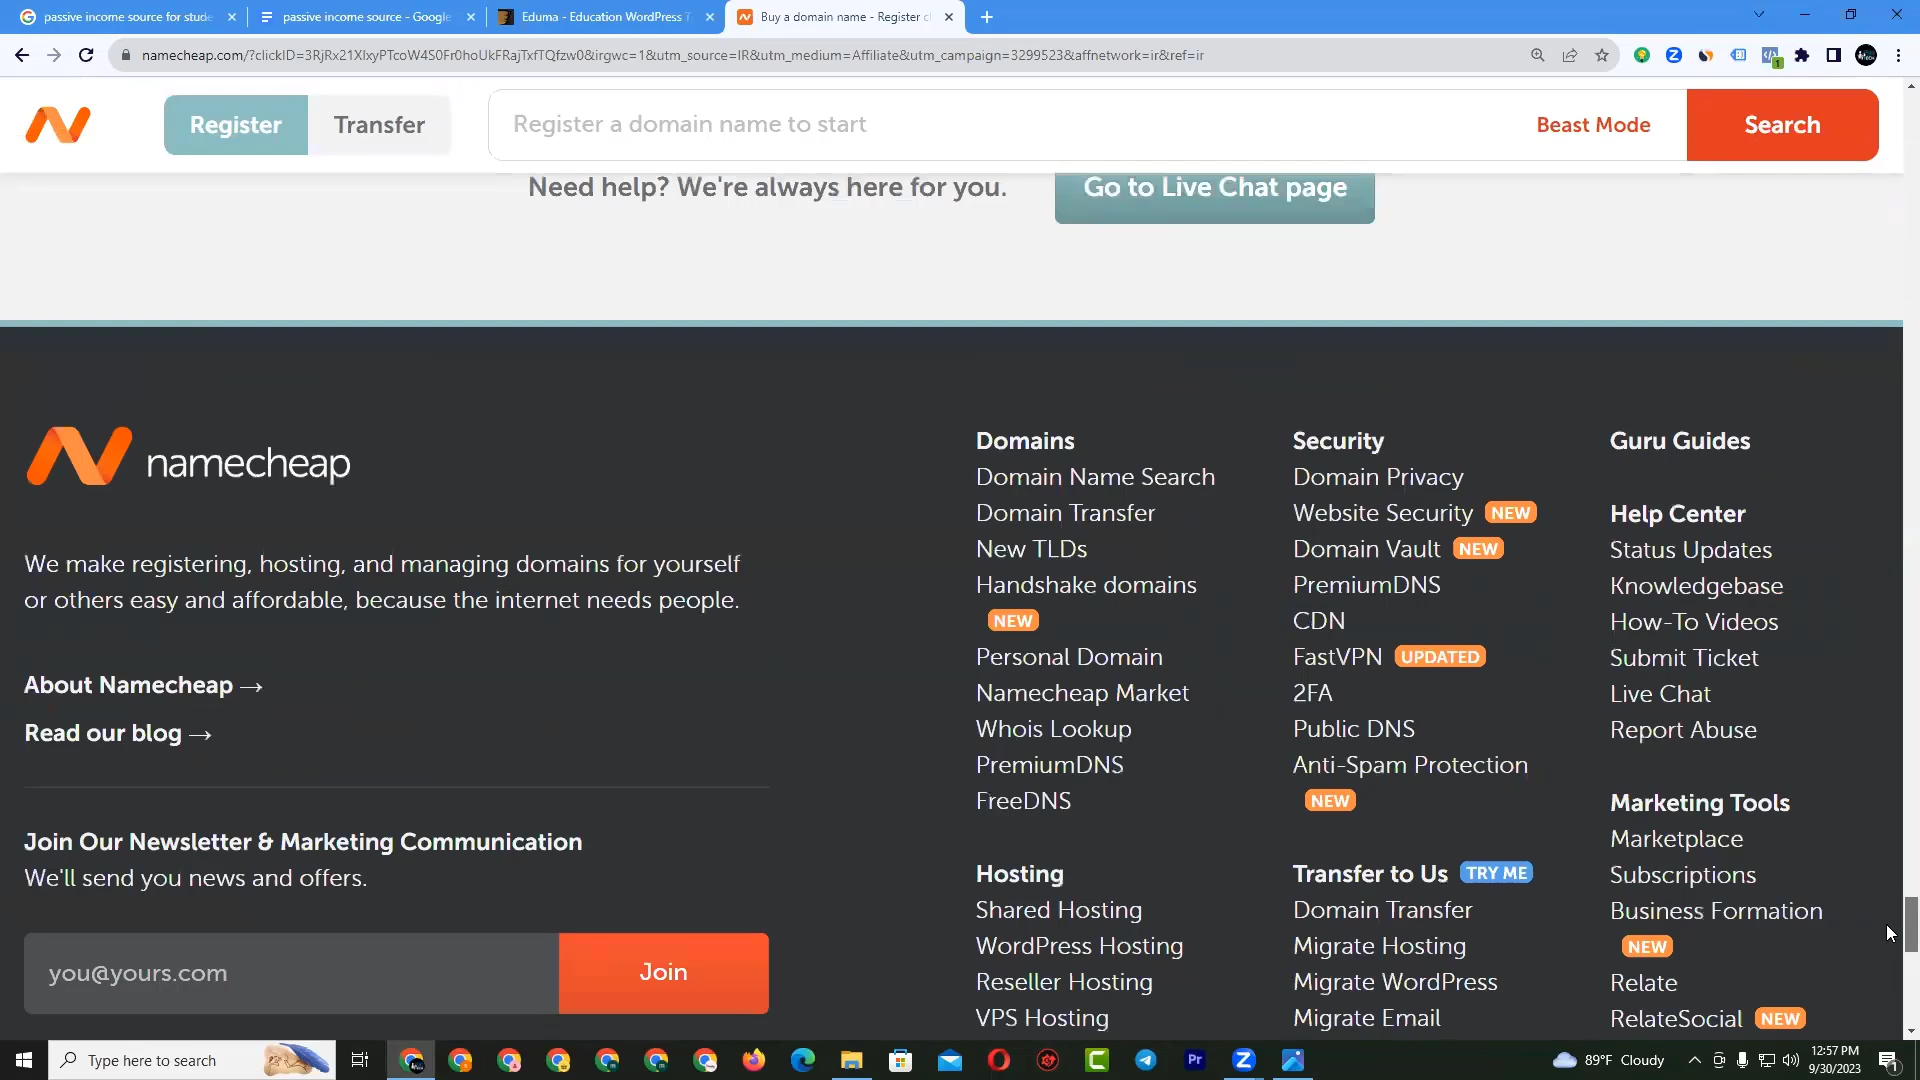 passive income source for stude
passive income source - Google
Eduma - Education WordPress T
Buy a domain name - Register c
namecheap.com/?clickID=3RjRx21XIxyPTcoW4S0Fr0hoUkFRajTxfTQfzw0&irgwc=1&utm_source=IR&utm_medium=Affiliate&utm_campaign=3299523&affnetwork=ir&ref=ir
Register
Transfer
Register a domain name to start
Beast Mode
Search
Need help? We're always here for you.
Go to Live Chat page
namecheap
We make registering, hosting, and managing domains for yourself
or others easy and affordable, because the internet needs people.
About Namecheap →
Read our blog →
Join Our Newsletter & Marketing Communication
We'll send you news and offers.
you@yours.com
Join
Domains
Domain Name Search
Domain Transfer
New TLDs
Handshake domains
NEW
Personal Domain
Namecheap Market
Whois Lookup
PremiumDNS
FreeDNS
Hosting
Shared Hosting
WordPress Hosting
Reseller Hosting
VPS Hosting
Security
Domain Privacy
Website Security NEW
Domain Vault NEW
PremiumDNS
CDN
FastVPN UPDATED
2FA
Public DNS
Anti-Spam Protection
NEW
Transfer to Us TRY ME
Domain Transfer
Migrate Hosting
Migrate WordPress
Migrate Email
Guru Guides
Help Center
Status Updates
Knowledgebase
How-To Videos
Submit Ticket
Live Chat
Report Abuse
Marketing Tools
Marketplace
Subscriptions
Business Formation
NEW
Relate
RelateSocial NEW
Type here to search
Pr
89°F Cloudy
12:57 PM
9/30/2023
1